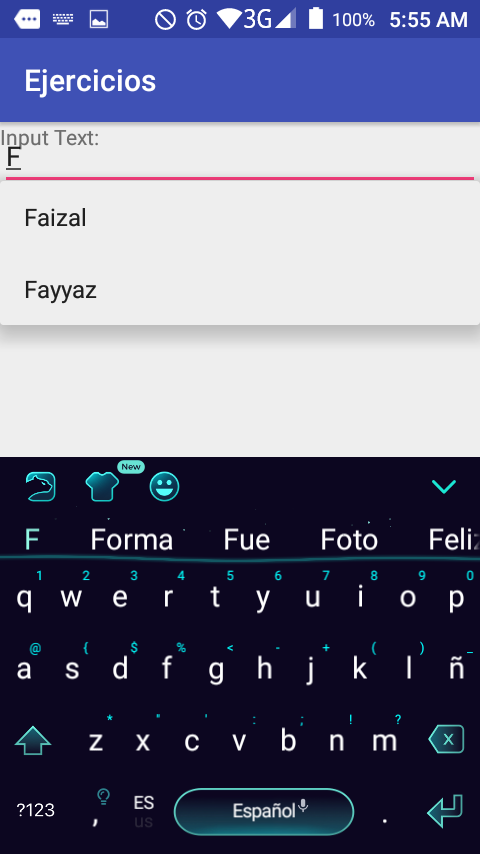 3G 100% 5:55 AM
Ejercicios
Input Text:
F
Faizal
Fayyaz
New
F Forma Fue Foto Feli
1 2 3 4 5 6 7 8 9 0
q w e r t y u i o p
@ { $ % < - + ( ) _
a s d f g h j k l ñ
* " ' : ; ! ?
z x c v b n m X
?123 , ES Español . 
us